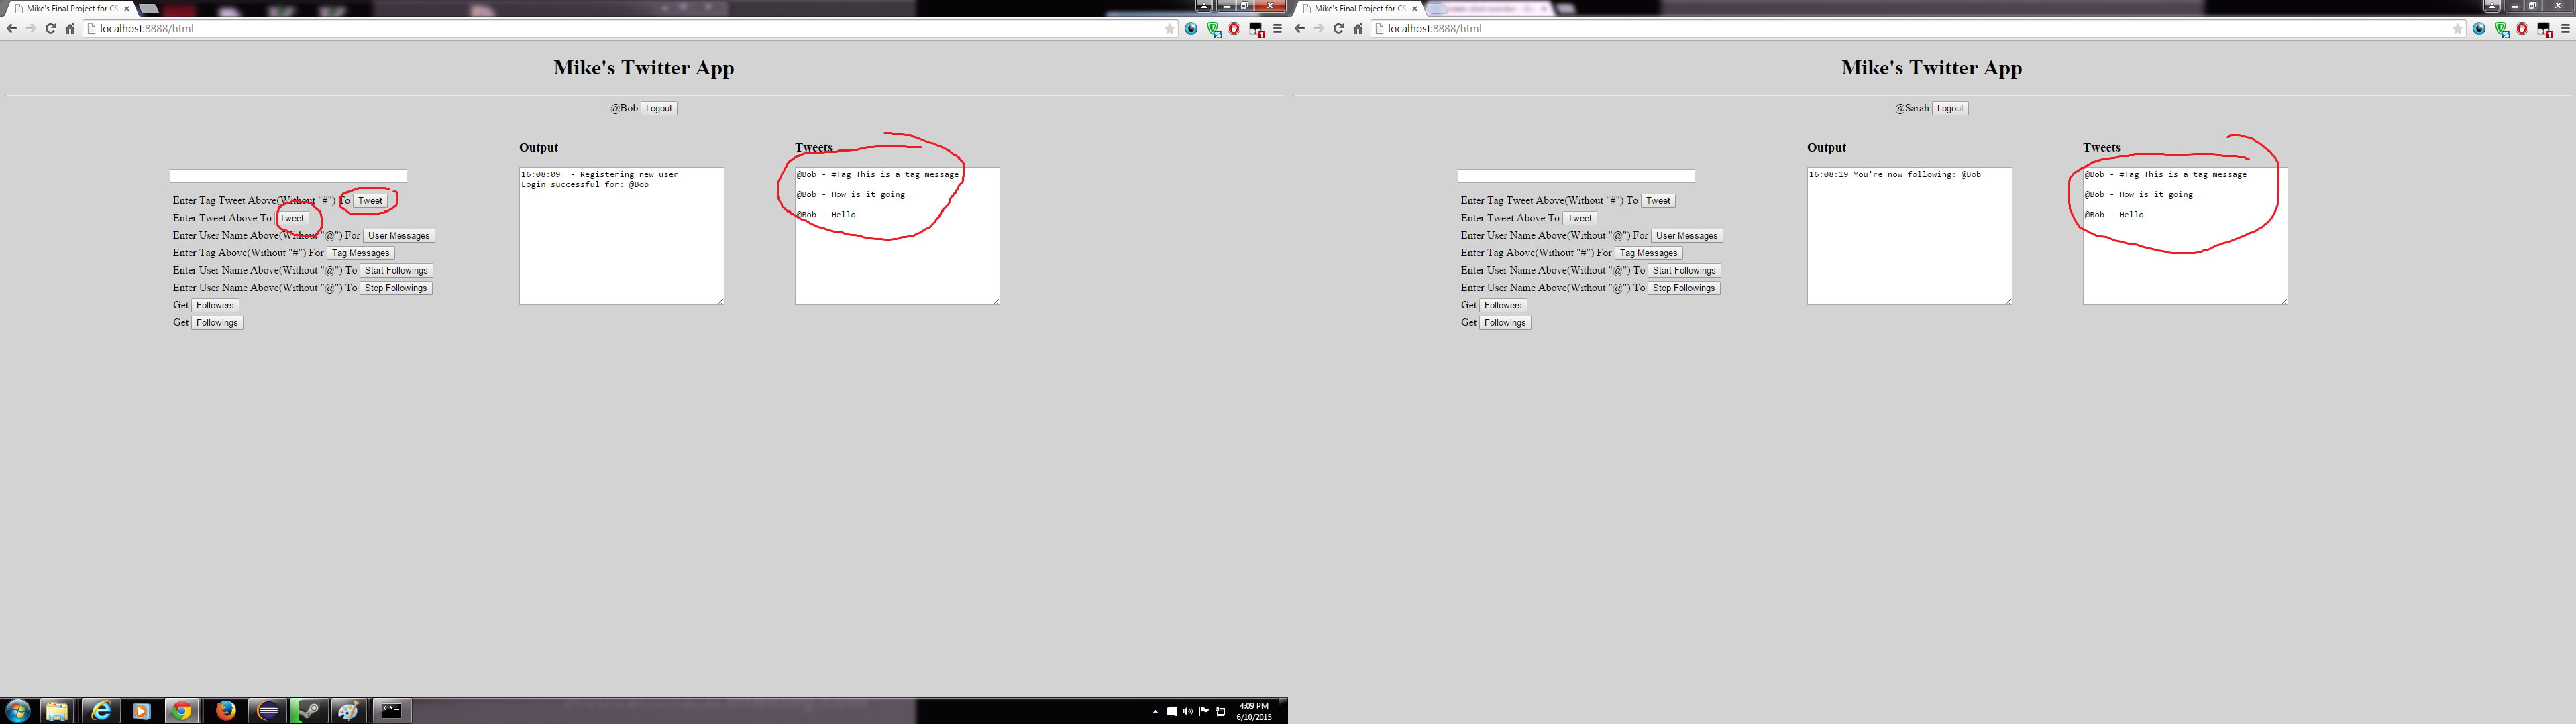 Mike's Final Project for CS
localhost:8888/html
Mike's Twitter App
@Bob Logout
Output
Tweets
16:08:09  - Registering new user
Login successful for: @Bob
@Bob - #Tag This is a tag message
@Bob - How is it going
@Bob - Hello
Enter Tag Tweet Above(Without "#") To Tweet
Enter Tweet Above To Tweet
Enter User Name Above(Without "@") For User Messages
Enter Tag Above(Without "#") For Tag Messages
Enter User Name Above(Without "@") To Start Followings
Enter User Name Above(Without "@") To Stop Followings
Get Followers
Get Followings
4:09 PM
6/10/2015
Mike's Final Project for CS
localhost:8888/html
Mike's Twitter App
@Sarah Logout
Output
Tweets
16:08:19 You're now following: @Bob
@Bob - #Tag This is a tag message
@Bob - How is it going
@Bob - Hello
Enter Tag Tweet Above(Without "#") To Tweet
Enter Tweet Above To Tweet
Enter User Name Above(Without "@") For User Messages
Enter Tag Above(Without "#") For Tag Messages
Enter User Name Above(Without "@") To Start Followings
Enter User Name Above(Without "@") To Stop Followings
Get Followers
Get Followings